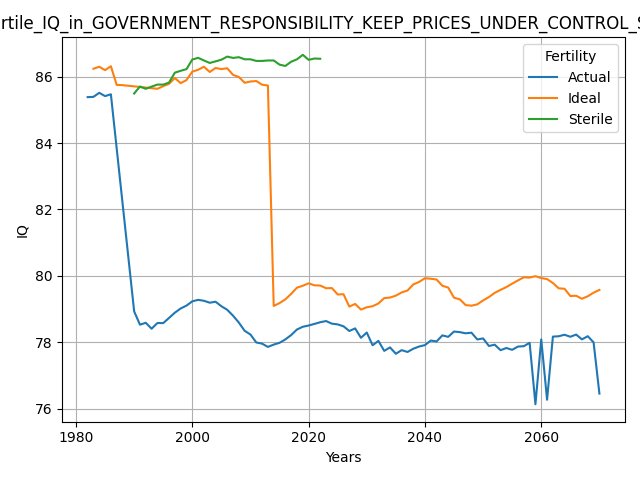 rtile_IQ_in_GOVERNMENT_RESPONSIBILITY_KEEP_PRICES_UNDER_CONTROL_S
Fertility
Actual
Ideal
Sterile
IQ
86
84
82
80
78
76
1980
2000
2020
2040
2060
Years